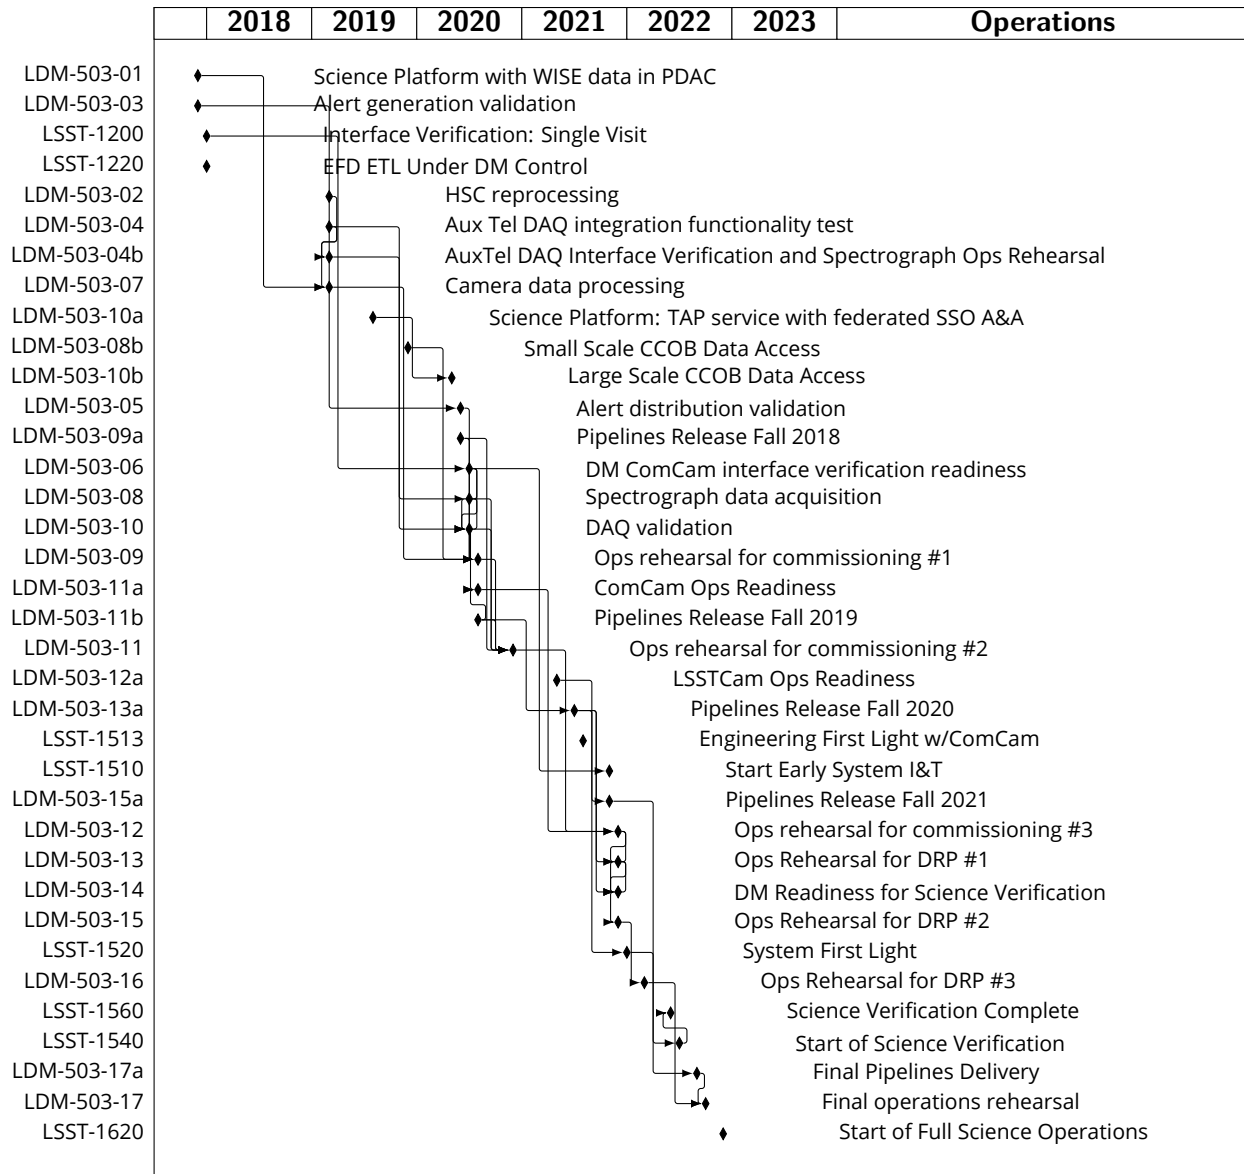 2018 2019 2020 2021 2022 2023 Operations
LDM-503-01 Science Platform with WISE data in PDAC
LDM-503-03 Alert generation validation
LSST-1200 Interface Verification: Single Visit
LSST-1220 EFD ETL Under DM Control
LDM-503-02 HSC reprocessing
LDM-503-04 Aux Tel DAQ integration functionality test
LDM-503-04b AuxTel DAQ Interface Verification and Spectrograph Ops Rehearsal
LDM-503-07 Camera data processing
LDM-503-10a Science Platform: TAP service with federated SSO A&A
LDM-503-08b Small Scale CCOB Data Access
LDM-503-10b Large Scale CCOB Data Access
LDM-503-05 Alert distribution validation
LDM-503-09a Pipelines Release Fall 2018
LDM-503-06 DM ComCam interface verification readiness
LDM-503-08 Spectrograph data acquisition
LDM-503-10 DAQ validation
LDM-503-09 Ops rehearsal for commissioning #1
LDM-503-11a ComCam Ops Readiness
LDM-503-11b Pipelines Release Fall 2019
LDM-503-11 Ops rehearsal for commissioning #2
LDM-503-12a LSSTCam Ops Readiness
LDM-503-13a Pipelines Release Fall 2020
LSST-1513 Engineering First Light w/ComCam
LSST-1510 Start Early System I&T
LDM-503-15a Pipelines Release Fall 2021
LDM-503-12 Ops rehearsal for commissioning #3
LDM-503-13 Ops Rehearsal for DRP #1
LDM-503-14 DM Readiness for Science Verification
LDM-503-15 Ops Rehearsal for DRP #2
LSST-1520 System First Light
LDM-503-16 Ops Rehearsal for DRP #3
LSST-1560 Science Verification Complete
LSST-1540 Start of Science Verification
LDM-503-17a Final Pipelines Delivery
LDM-503-17 Final operations rehearsal
LSST-1620 Start of Full Science Operations